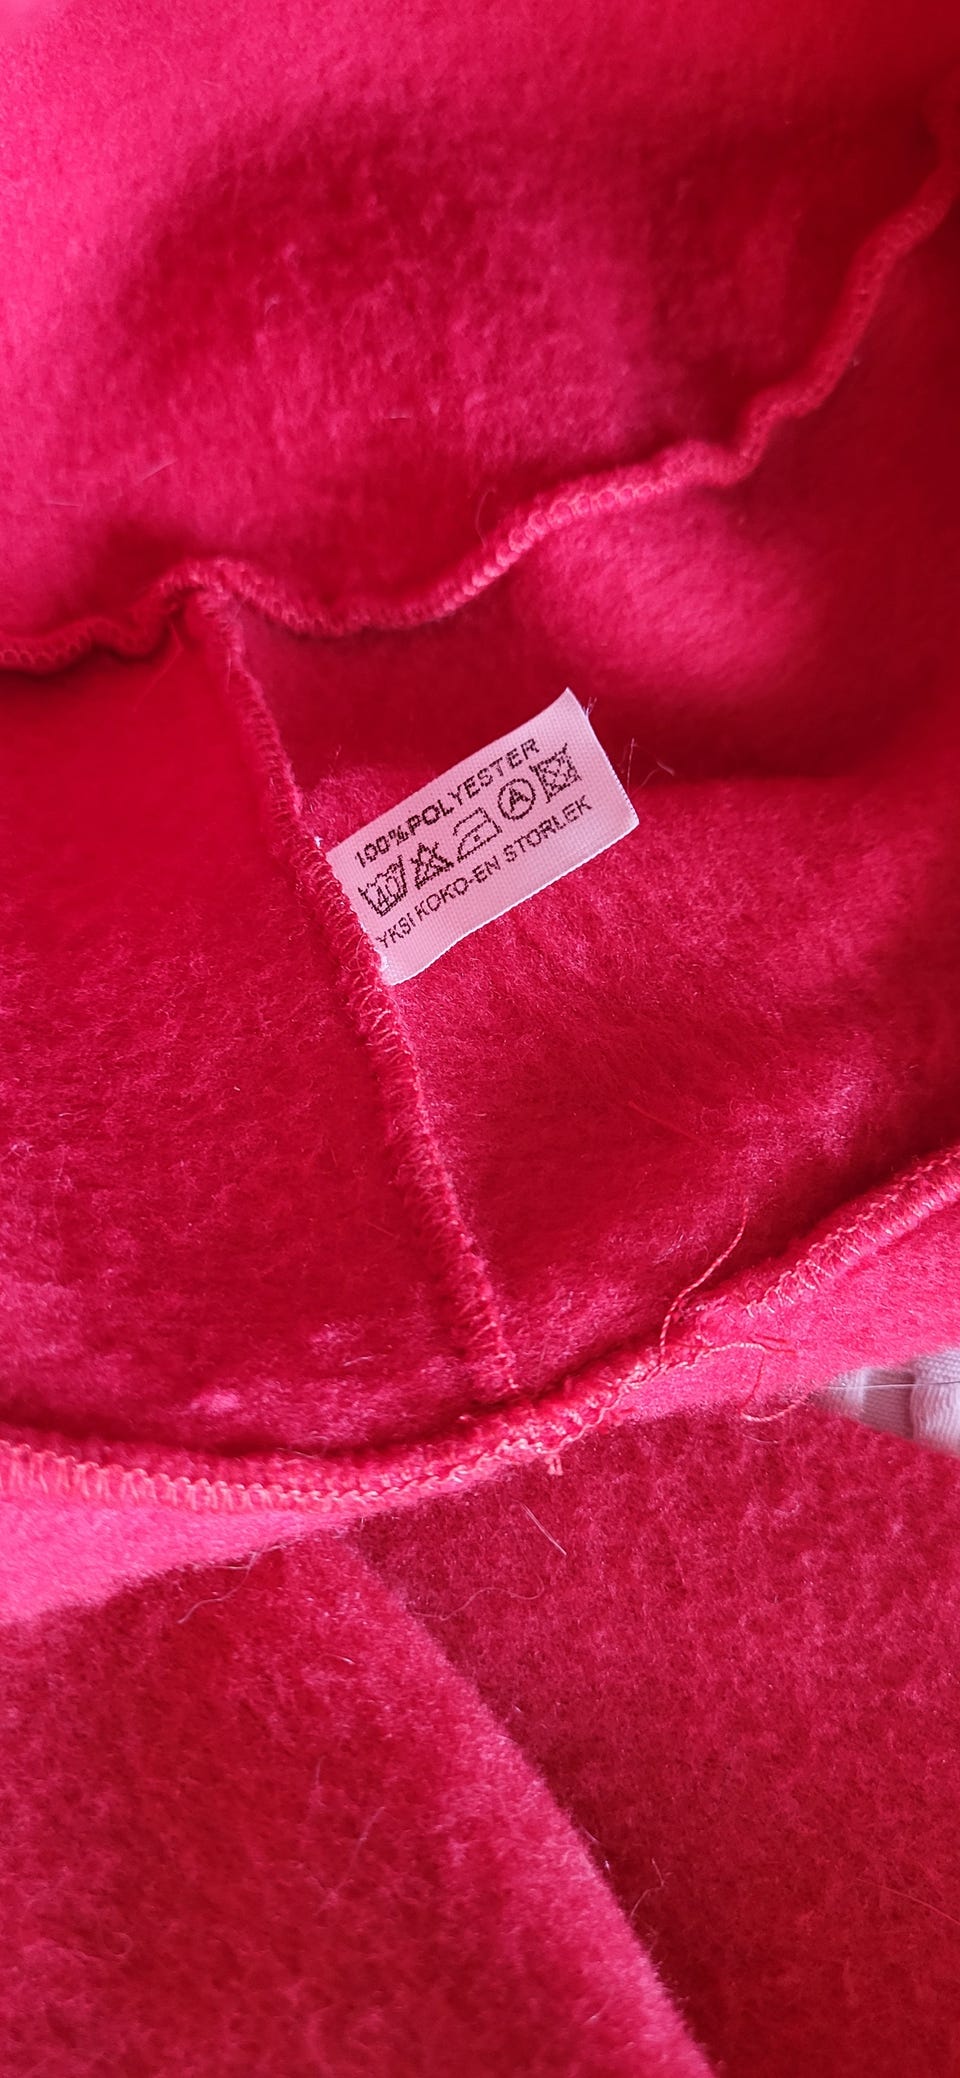 100%POLYESTER
A
YKSI KOKO-EN STORLEK